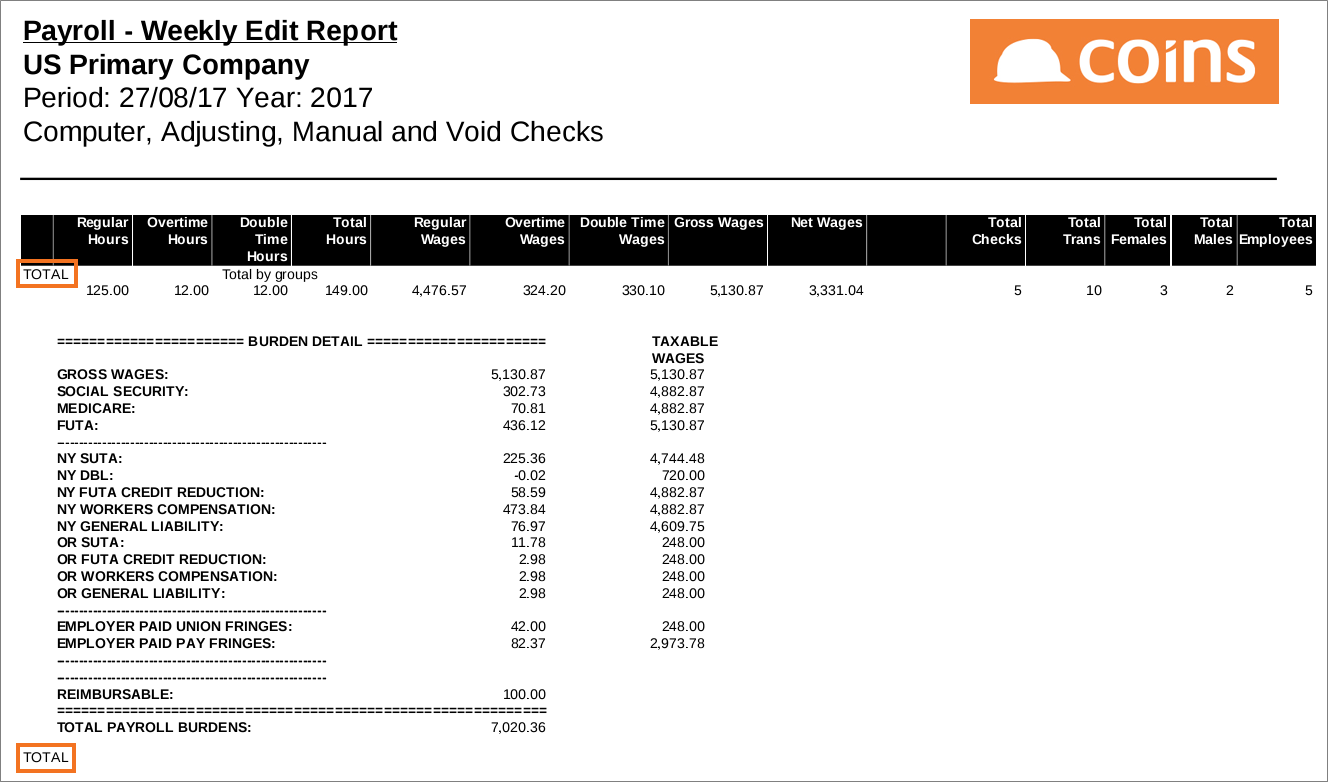 Payroll - Weekly Edit Report
US Primary Company
Period: 27/08/17 Year: 2017
Computer, Adjusting, Manual and Void Checks
coins
Regular Hours Overtime Hours Double Time Hours Total Hours Regular Wages Overtime Wages Double Time Wages Gross Wages Net Wages Total Checks Total Trans Total Females Total Males Total Employees
TOTAL Total by groups
125.00 12.00 12.00 149.00 4,476.57 324.20 330.10 5,130.87 3,331.04 5 10 3 2 5
======================= BURDEN DETAIL ====================== TAXABLE
WAGES
GROSS WAGES: 5,130.87 5,130.87
SOCIAL SECURITY: 302.73 4,882.87
MEDICARE: 70.81 4,882.87
FUTA: 436.12 5,130.87
--------------------------------------------------------
NY SUTA: 225.36 4,744.48
NY DBL: -0.02 720.00
NY FUTA CREDIT REDUCTION: 58.59 4,882.87
NY WORKERS COMPENSATION: 473.84 4,882.87
NY GENERAL LIABILITY: 76.97 4,609.75
OR SUTA: 11.78 248.00
OR FUTA CREDIT REDUCTION: 2.98 248.00
OR WORKERS COMPENSATION: 2.98 248.00
OR GENERAL LIABILITY: 2.98 248.00
--------------------------------------------------------
EMPLOYER PAID UNION FRINGES: 42.00 248.00
EMPLOYER PAID PAY FRINGES: 82.37 2,973.78
--------------------------------------------------------
--------------------------------------------------------
REIMBURSABLE: 100.00
============================================================
TOTAL PAYROLL BURDENS: 7,020.36
TOTAL